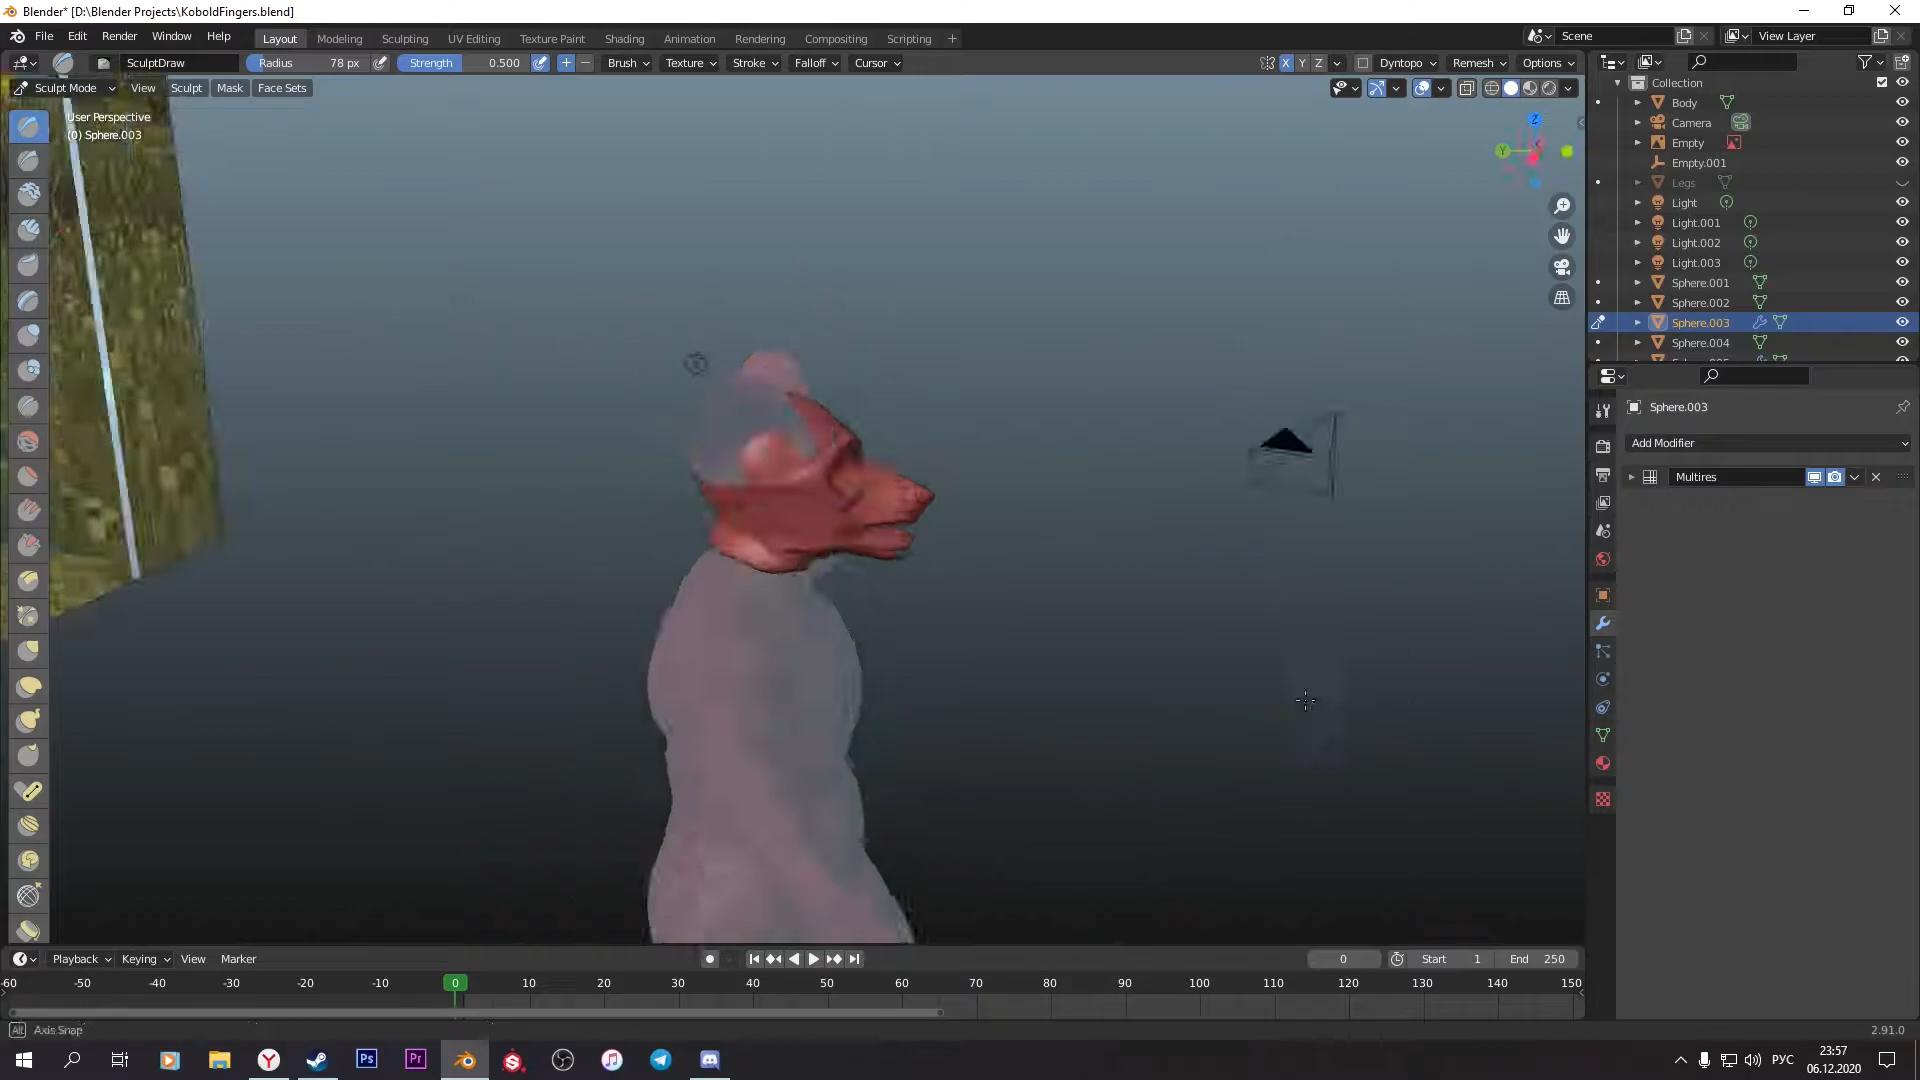 Blender* [D:\Blender Projects\KoboldFingers.blend]
File Edit Render Window Help Layout Modeling Sculpting UV Editing Texture Paint Shading Animation Rendering Compositing Scripting + Scene View Layer
SculptDraw Radius 78 px Strength 0.500 Brush Texture Stroke Falloff Cursor X Y Z Dyntopo Remesh Options
Sculpt Mode View Sculpt Mask Face Sets
User Perspective
(0) Sphere.003
Z
Y
Collection
Body
Camera
Empty
Empty.001
Legs
Light
Light.001
Light.002
Light.003
Sphere.001
Sphere.002
Sphere.003
Sphere.004
Sphere.003
Add Modifier
Multires
Playback Keying View Marker 0 Start 1 End 250
-60 -50 -40 -30 -20 -10 0 10 20 30 40 50 60 70 80 90 100 110 120 130 140 150
Alt Axis Snap 2.91.0
Ps Pr РУС 23:57
06.12.2020